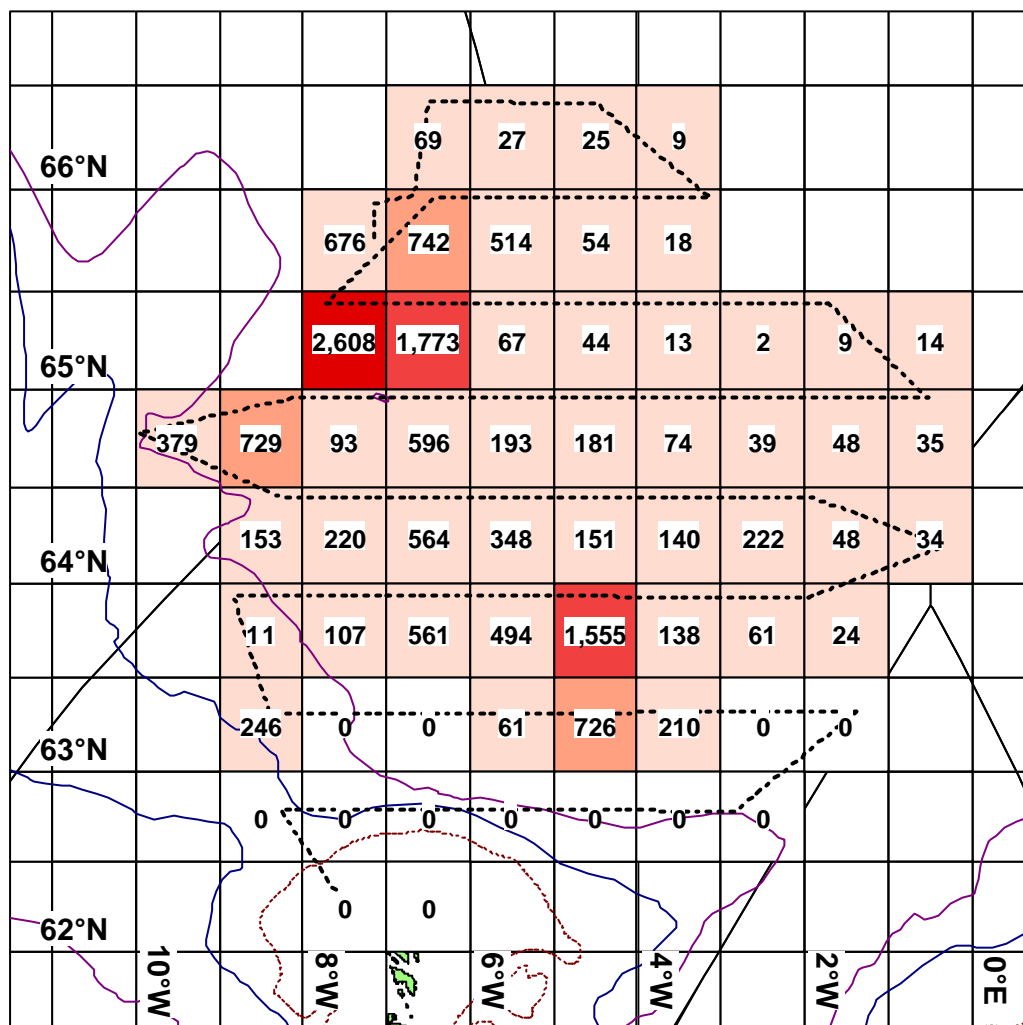 69 27 25 9
66°N
676 742 514 54 18
2,608 1,773 67 44 13 2 9 14
65°N
379 729 93 596 193 181 74 39 48 35
153 220 564 348 151 140 222 48 34
64°N
11 107 561 494 1,555 138 61 24
246 0 0 61 726 210 0 0
63°N
0 0 0 0 0 0 0
0 0
62°N
10°W 8°W 6°W 4°W 2°W 0°E